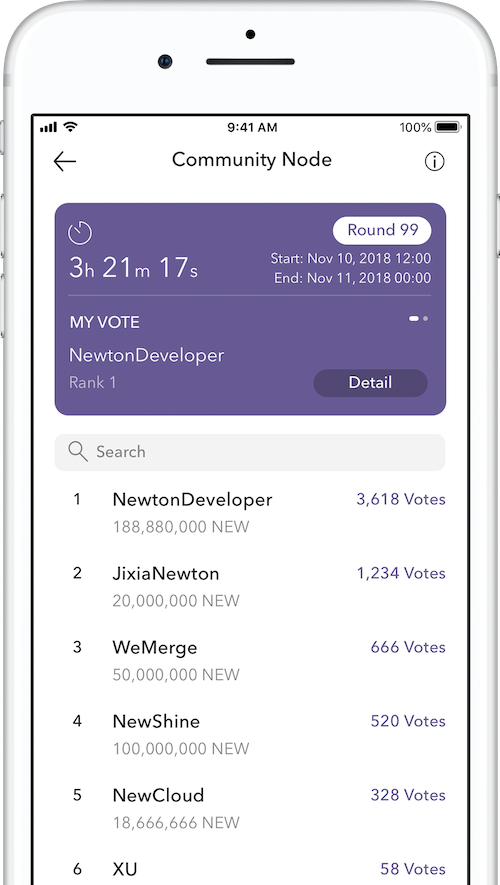 9:41 AM 100%
Community Node
Round 99
3h 21m 17s
Start: Nov 10, 2018 12:00
End: Nov 11, 2018 00:00
MY VOTE
NewtonDeveloper
Rank 1 Detail
Search
1 NewtonDeveloper 3,618 Votes
188,880,000 NEW
2 JixiaNewton 1,234 Votes
20,000,000 NEW
3 WeMerge 666 Votes
50,000,000 NEW
4 NewShine 520 Votes
100,000,000 NEW
5 NewCloud 328 Votes
18,666,666 NEW
6 XU 58 Votes